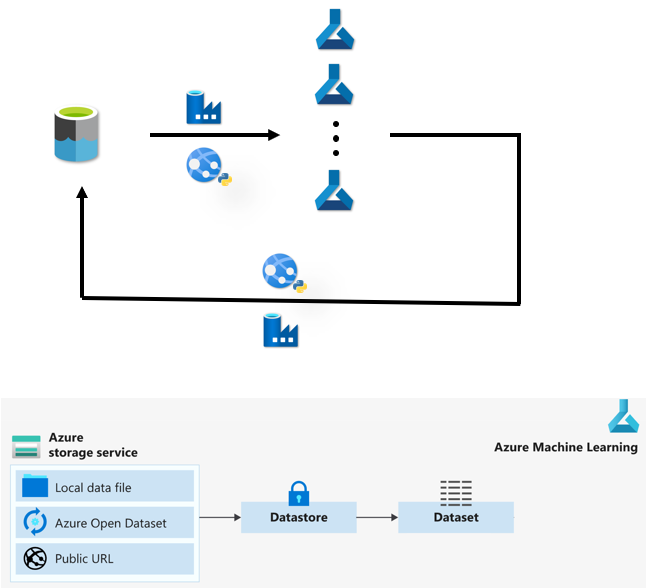 Azure
storage service
Azure Machine Learning
Local data file
Azure Open Dataset
Public URL
Datastore
Dataset